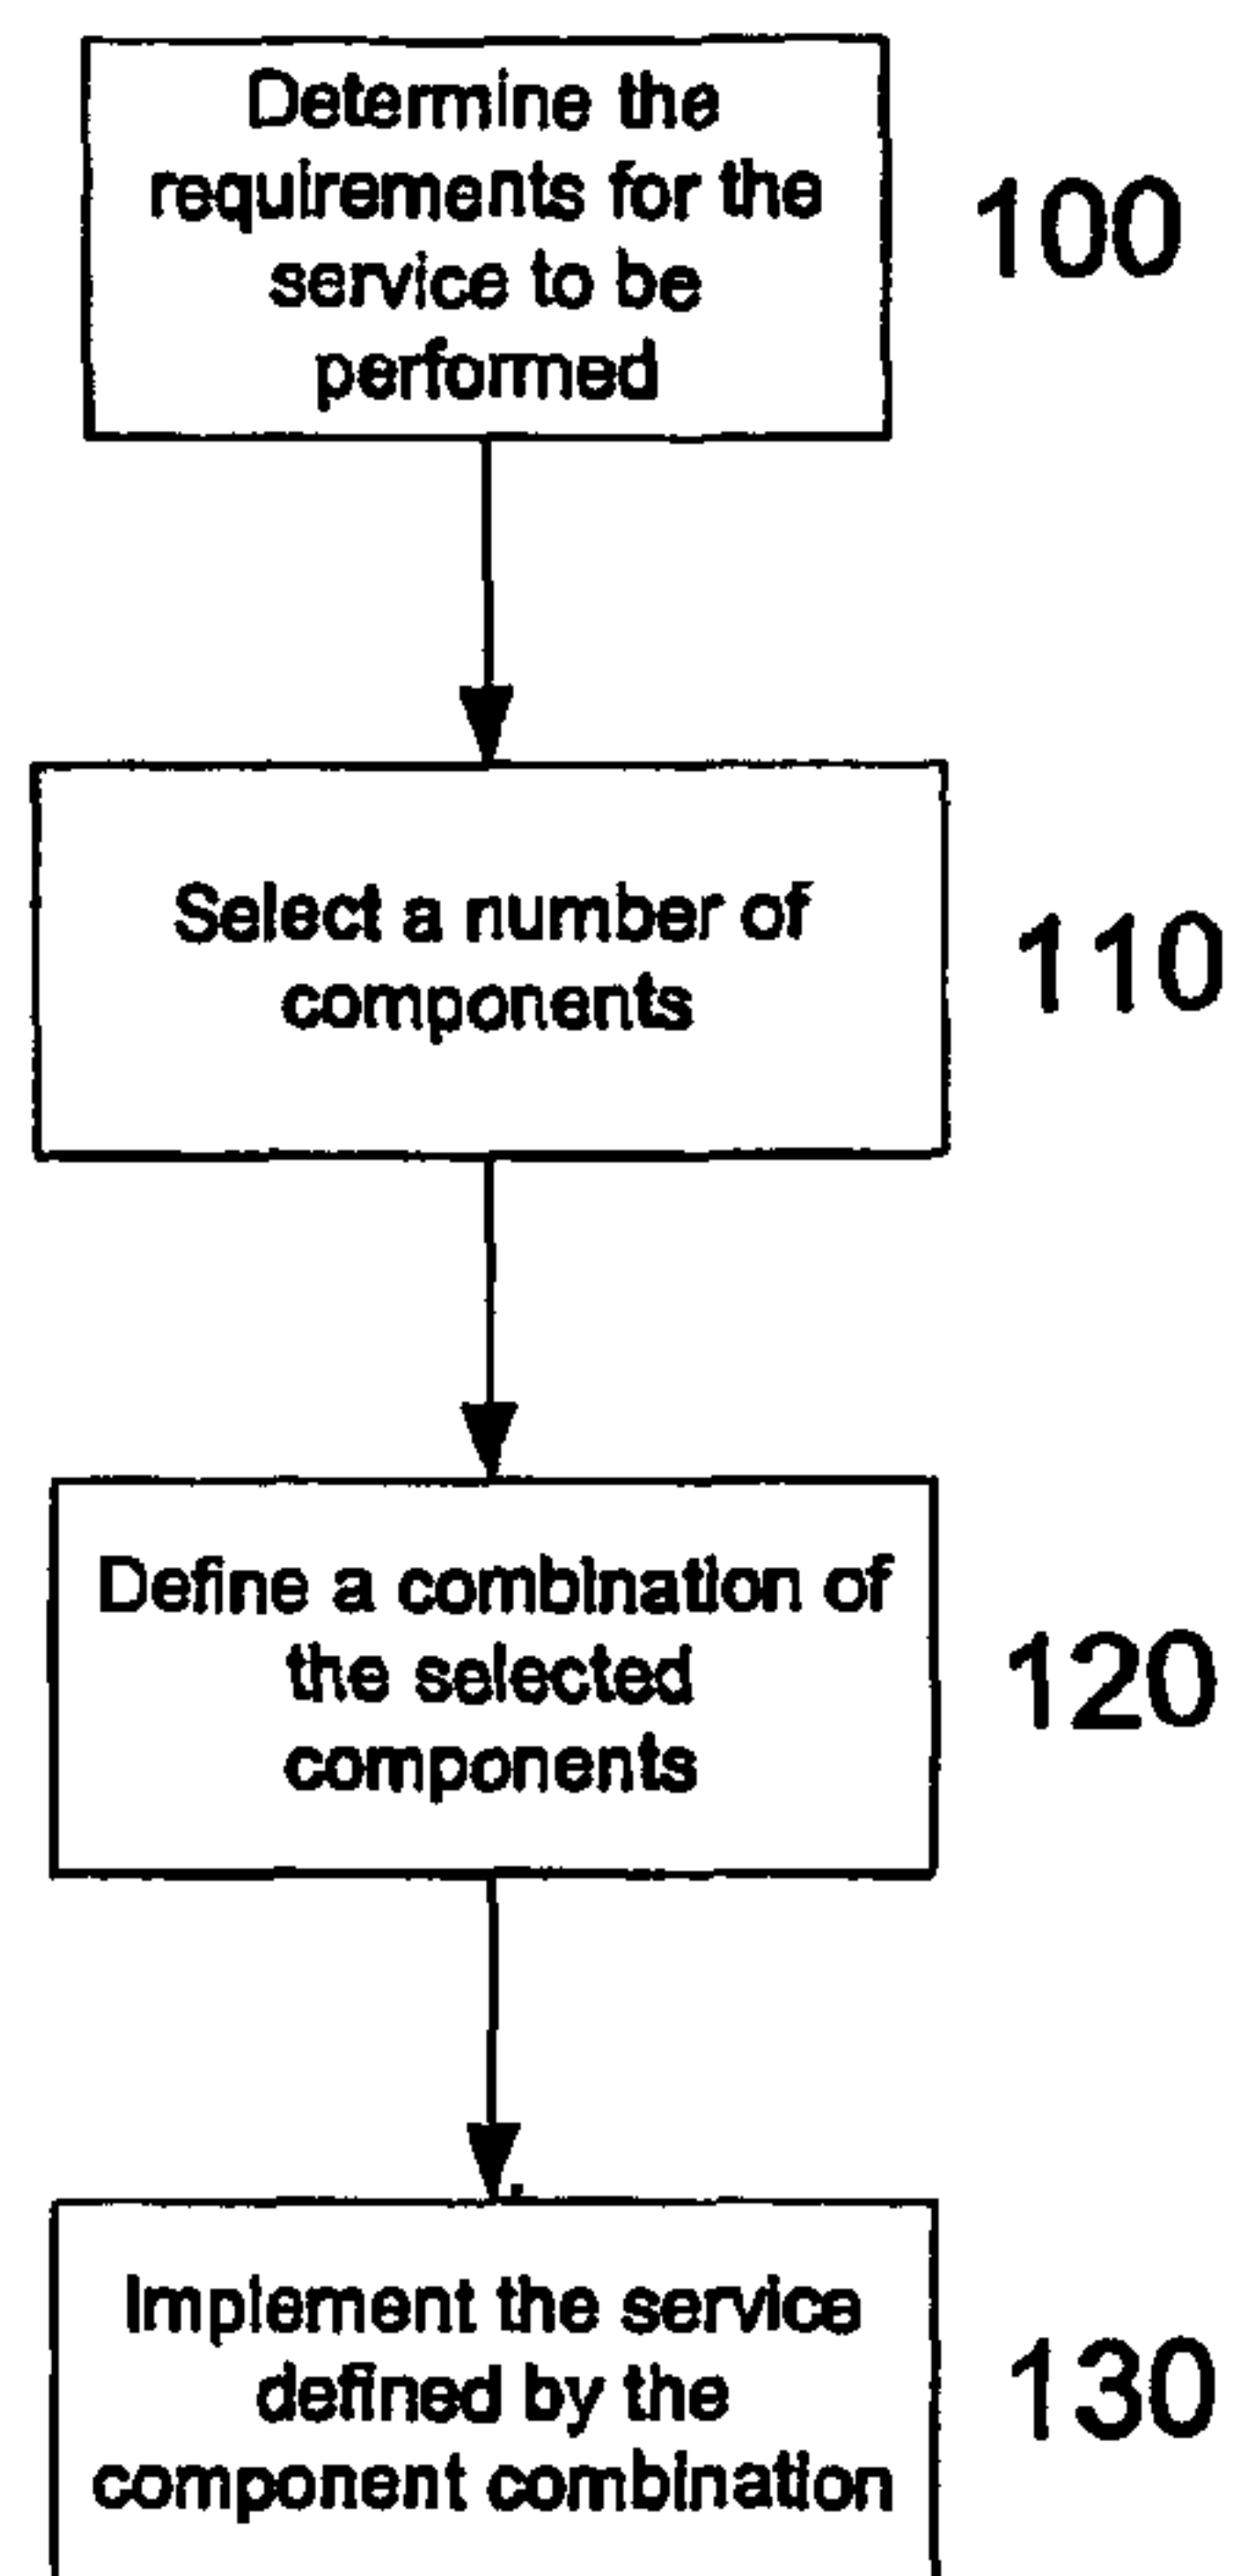 Determine the
requirements for the
service to be
performed
100
Select a number of
components
110
Define a combination of
the selected
components
120
Implement the service
defined by the
component combination
130